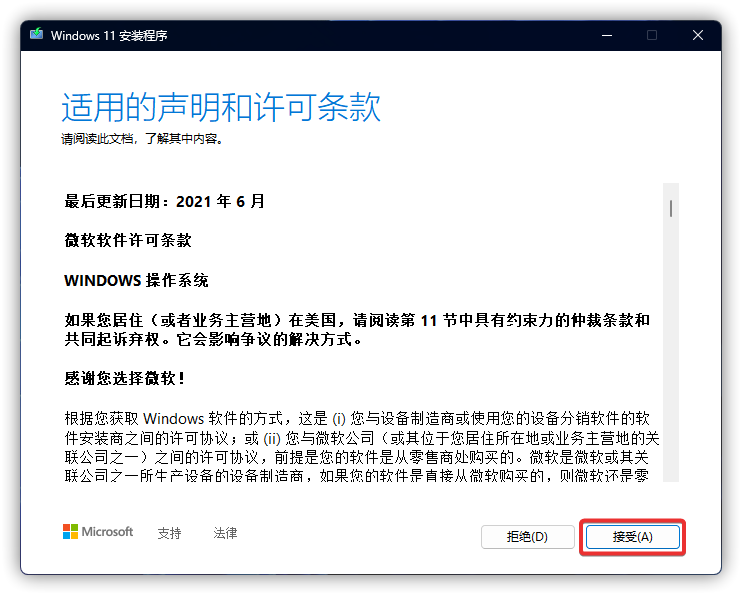 Windows 11 安装程序
适用的声明和许可条款
请阅读此文档，了解其中内容。
最后更新日期：2021 年 6 月
微软软件许可条款
WINDOWS 操作系统
如果您居住（或者业务主营地）在美国，请阅读第 11 节中具有约束力的仲裁条款和
共同起诉弃权。它会影响争议的解决方式。
感谢您选择微软！
根据您获取 Windows 软件的方式，这是 (i) 您与设备制造商或使用您的设备分销软件的软
件安装商之间的许可协议；或 (ii) 您与微软公司（或其位于您居住所在地或业务主营地的关
联公司之一）之间的许可协议，前提是您的软件是从零售商处购买的。微软是微软或其关
联公司之一所生产设备的设备制造商，如果您的软件是直接从微软购买的，则微软还是零
Microsoft 支持 法律 拒绝(D) 接受(A)